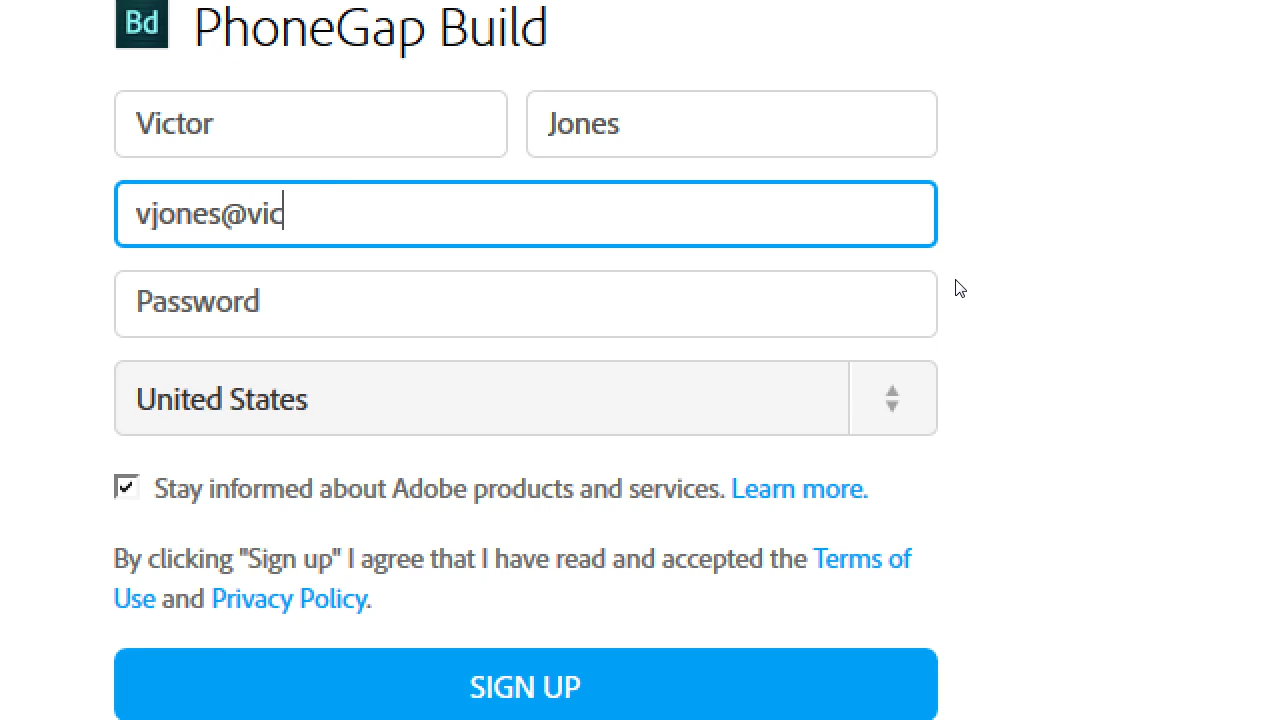 Bd PhoneGap Build
Victor Jones
vjones@vic
Password
United States
Stay informed about Adobe products and services. Learn more.
By clicking "Sign up" I agree that I have read and accepted the Terms of
Use and Privacy Policy.
SIGN UP